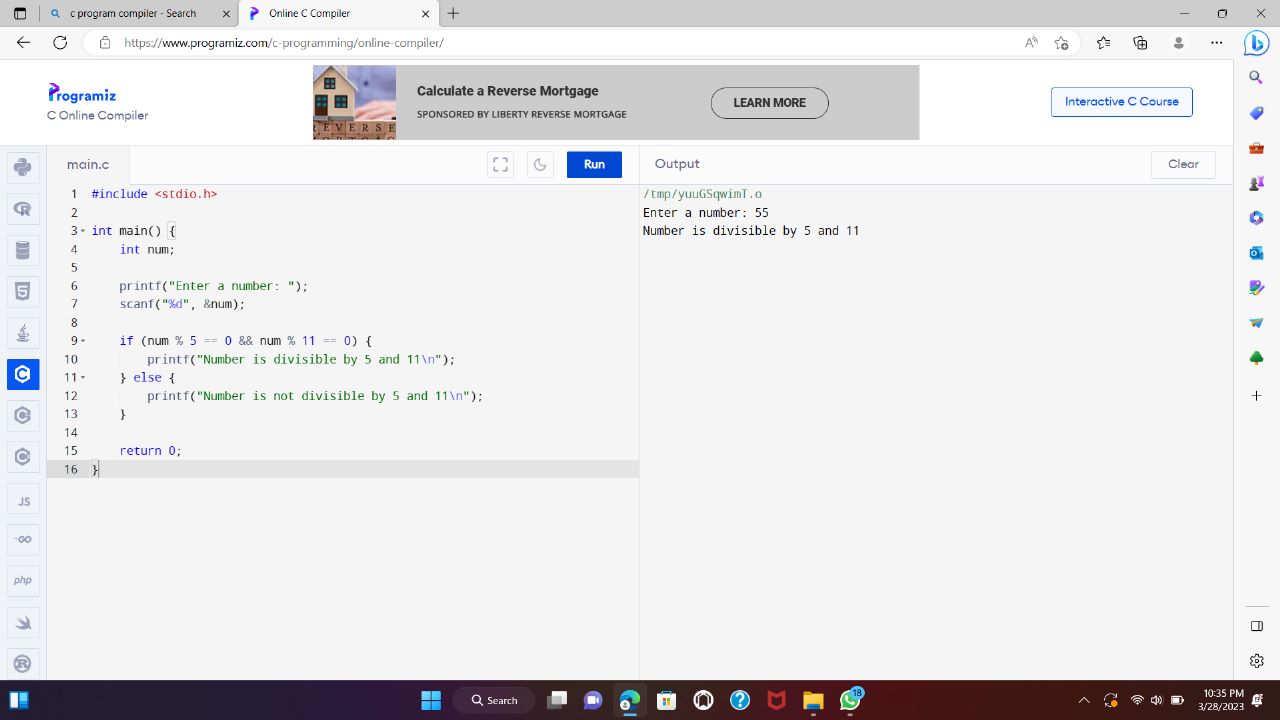 c program compiler - Search
Online C Compiler
https://www.programiz.com/c-programming/online-compiler/
Programiz
C Online Compiler
REVERSE
Calculate a Reverse Mortgage
SPONSORED BY LIBERTY REVERSE MORTGAGE
LEARN MORE
Interactive C Course
main.c
Run
Output
Clear
1 #include <stdio.h>
2
3 int main() {
4     int num;
5
6     printf("Enter a number: ");
7     scanf("%d", &num);
8
9     if (num % 5 == 0 && num % 11 == 0) {
10         printf("Number is divisible by 5 and 11\n");
11     } else {
12         printf("Number is not divisible by 5 and 11\n");
13     }
14
15     return 0;
16 }
/tmp/yuuGSqwimT.o
Enter a number: 55
Number is divisible by 5 and 11
JS
GO
php
Search
18
10:35 PM
3/28/2023